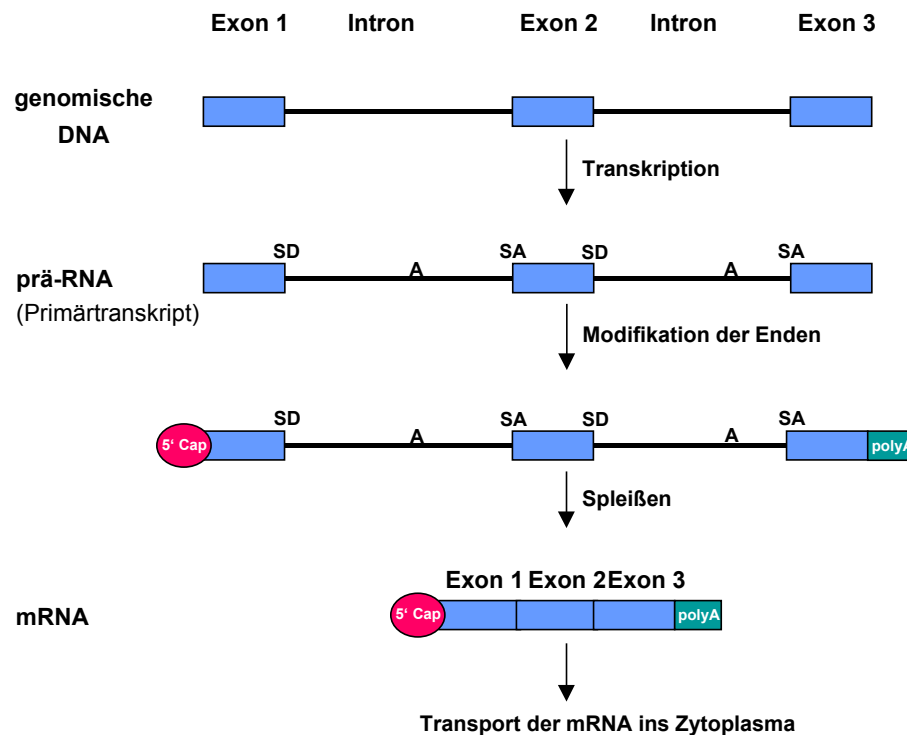 Exon 1 Intron Exon 2 Intron Exon 3
genomische
DNA
Transkription
SD A SA SD A SA
prä-RNA
(Primärtranskript)
Modifikation der Enden
SD A SA SD A SA
5‘ Cap polyA
Spleißen
Exon 1 Exon 2 Exon 3
mRNA 5‘ Cap polyA
Transport der mRNA ins Zytoplasma